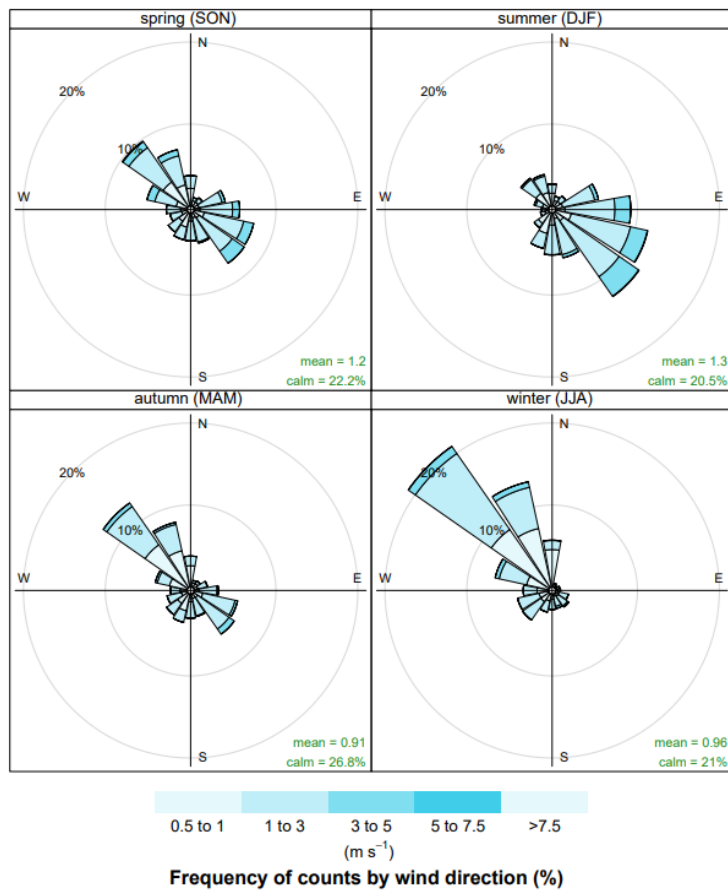 spring (SON)
summer (DJF)
N
20%
10%
W
E
S
mean = 1.2
calm = 22.2%
N
20%
10%
W
E
S
mean = 1.3
calm = 20.5%
autumn (MAM)
winter (JJA)
N
20%
10%
W
E
S
mean = 0.91
calm = 26.8%
N
20%
10%
W
E
S
mean = 0.96
calm = 21%
0.5 to 1 1 to 3 3 to 5 5 to 7.5 >7.5
(m s⁻¹)
Frequency of counts by wind direction (%)